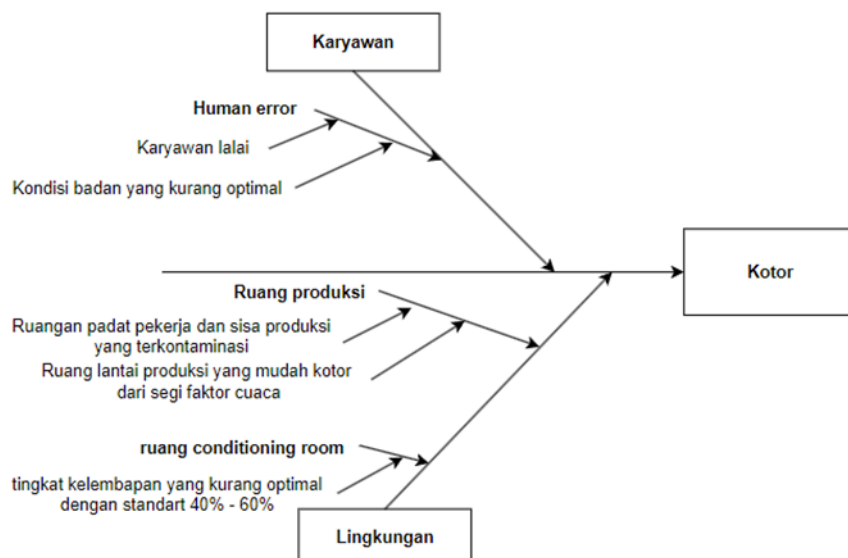 Karyawan
Human error
Karyawan lalai
Kondisi badan yang kurang optimal
Kotor
Ruang produksi
Ruangan padat pekerja dan sisa produksi
yang terkontaminasi
Ruang lantai produksi yang mudah kotor
dari segi faktor cuaca
ruang conditioning room
tingkat kelembapan yang kurang optimal
dengan standart 40% - 60%
Lingkungan